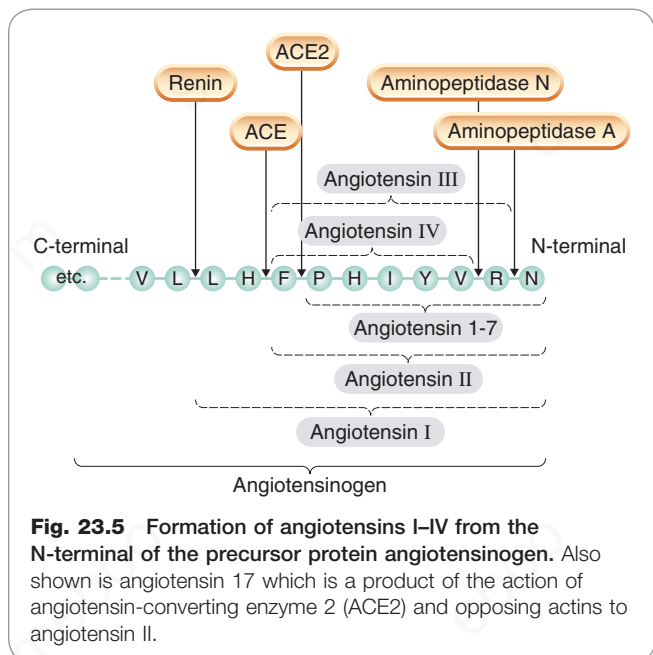 ACE2
Renin
Aminopeptidase N
ACE
Aminopeptidase A
Angiotensin III
Angiotensin IV
C-terminal
N-terminal
etc. V L L H F P H I Y V R N
Angiotensin 1-7
Angiotensin II
Angiotensin I
Angiotensinogen
Fig. 23.5 Formation of angiotensins I–IV from the
N-terminal of the precursor protein angiotensinogen. Also
shown is angiotensin 17 which is a product of the action of
angiotensin-converting enzyme 2 (ACE2) and opposing actins to
angiotensin II.